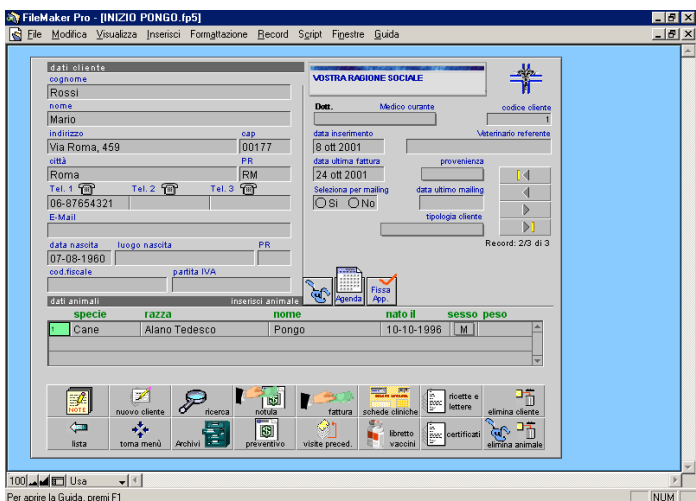 FileMaker Pro - [INIZIO PONGO.fp5]
File Modifica Visualizza Inserisci Formattazione Record Script Finestre Guida
dati cliente
cognome
Rossi
nome
Mario
indirizzo cap
Via Roma, 459 00177
città PR
Roma RM
Tel. 1 Tel. 2 Tel. 3
06-87654321
E-Mail
data nascita luogo nascita PR
07-08-1960
cod.fiscale partita IVA
VOSTRA RAGIONE SOCIALE
Dott. Medico curante codice cliente
1
data inserimento Veterinario referente
8 ott 2001
data ultima fattura provenienza
24 ott 2001
Seleziona per mailing data ultimo mailing
Si No
tipologia cliente
Record: 2/3 di 3
Agenda
Fissa
App.
dati animali inserisci animale
specie razza nome nato il sesso peso
1 Cane Alano Tedesco Pongo 10-10-1996 M
NOTE nuovo cliente ricerca notula fattura schede cliniche ricette e
lettere elimina cliente
lista torna menù Archivi preventivo visite preced. libretto
vaccini certificati elimina animale
100 Usa
Per aprire la Guida, premi F1 NUM